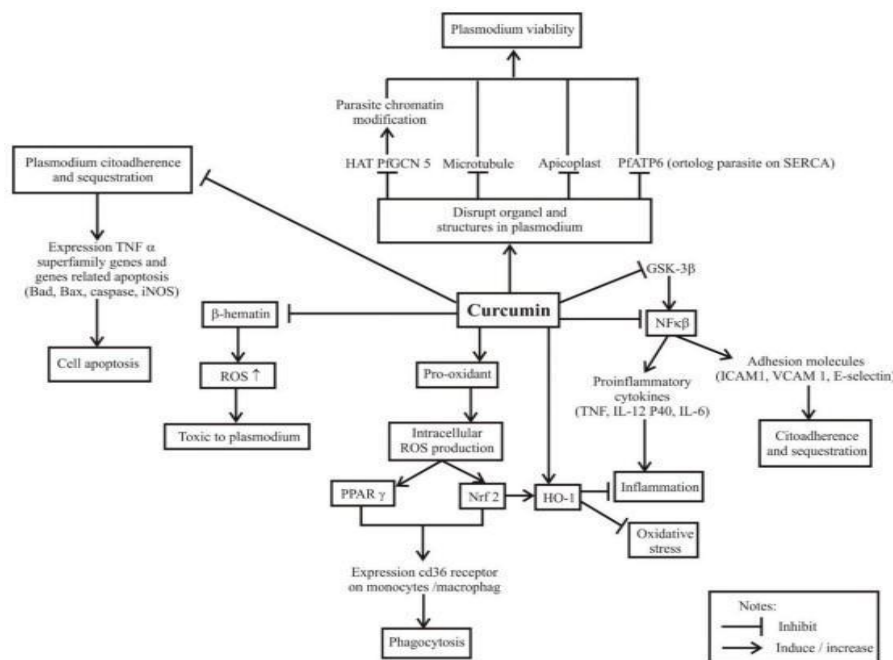 Plasmodium viability
Parasite chromatin
modification
HAT PfGCN 5
Microtubule
Apicoplast
PfATP6 (ortolog parasite on SERCA)
Plasmodium citoadherence
and sequestration
Disrupt organel and
structures in plasmodium
Expression TNF α
superfamily genes and
genes related apoptosis
(Bad, Bax, caspase, iNOS)
GSK-3β
β-hematin
Curcumin
NFκβ
Cell apoptosis
ROS ↑
Pro-oxidant
Adhesion molecules
(ICAM1, VCAM 1, E-selectin)
Proinflammatory
cytokines
(TNF, IL-12 P40, IL-6)
Toxic to plasmodium
Intracellular
ROS production
Citoadherence
and sequestration
PPAR γ
Nrf 2
HO-1
Inflammation
Oxidative
stress
Expression cd36 receptor
on monocytes /macrophag
Phagocytosis
Notes:
Inhibit
Induce / increase